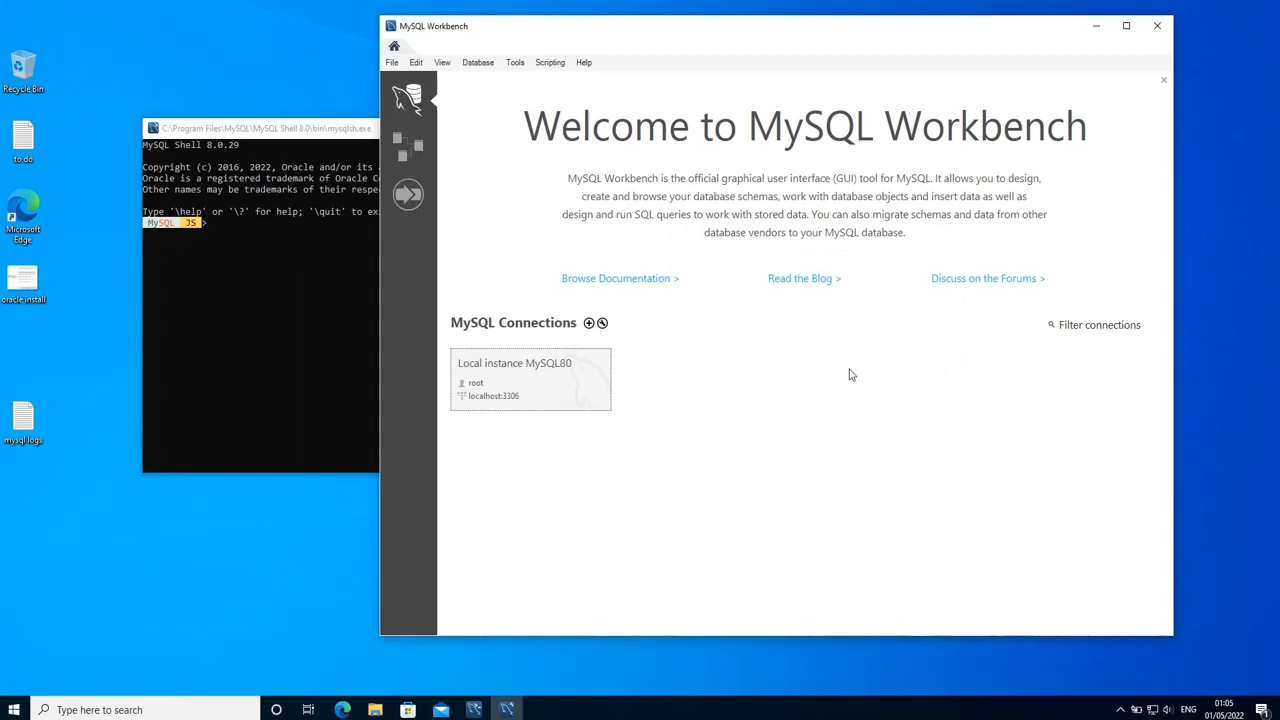 Recycle Bin
to do
Microsoft
Edge
oracle install
mysql logs
C:\Program Files\MySQL\MySQL Shell 8.0\bin\mysqlsh.exe
MySQL Shell 8.0.29
Copyright (c) 2016, 2022, Oracle and/or its a
Oracle is a registered trademark of Oracle C
Other names may be trademarks of their respe
Type '\help' or '\?' for help; '\quit' to ex
MySQL JS >
MySQL Workbench
File Edit View Database Tools Scripting Help
Welcome to MySQL Workbench
MySQL Workbench is the official graphical user interface (GUI) tool for MySQL. It allows you to design,
create and browse your database schemas, work with database objects and insert data as well as
design and run SQL queries to work with stored data. You can also migrate schemas and data from other
database vendors to your MySQL database.
Browse Documentation > Read the Blog > Discuss on the Forums >
MySQL Connections
Filter connections
Local instance MySQL80
root
localhost:3306
Type here to search
ENG
01:05
01/05/2022
1